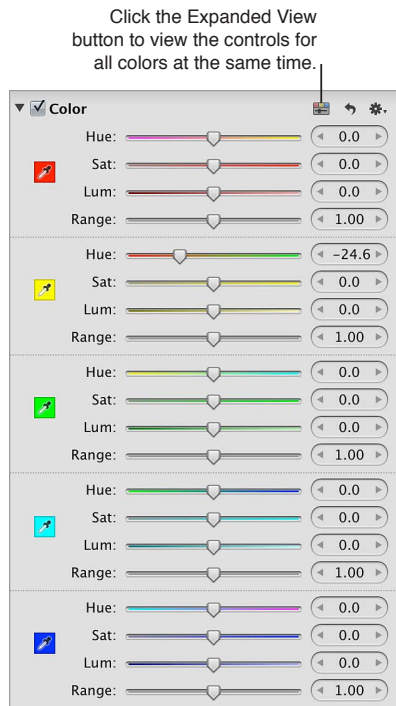 Click the Expanded View
button to view the controls for
all colors at the same time.
Color
Hue: 0.0
Sat: 0.0
Lum: 0.0
Range: 1.00
Hue: -24.6
Sat: 0.0
Lum: 0.0
Range: 1.00
Hue: 0.0
Sat: 0.0
Lum: 0.0
Range: 1.00
Hue: 0.0
Sat: 0.0
Lum: 0.0
Range: 1.00
Hue: 0.0
Sat: 0.0
Lum: 0.0
Range: 1.00